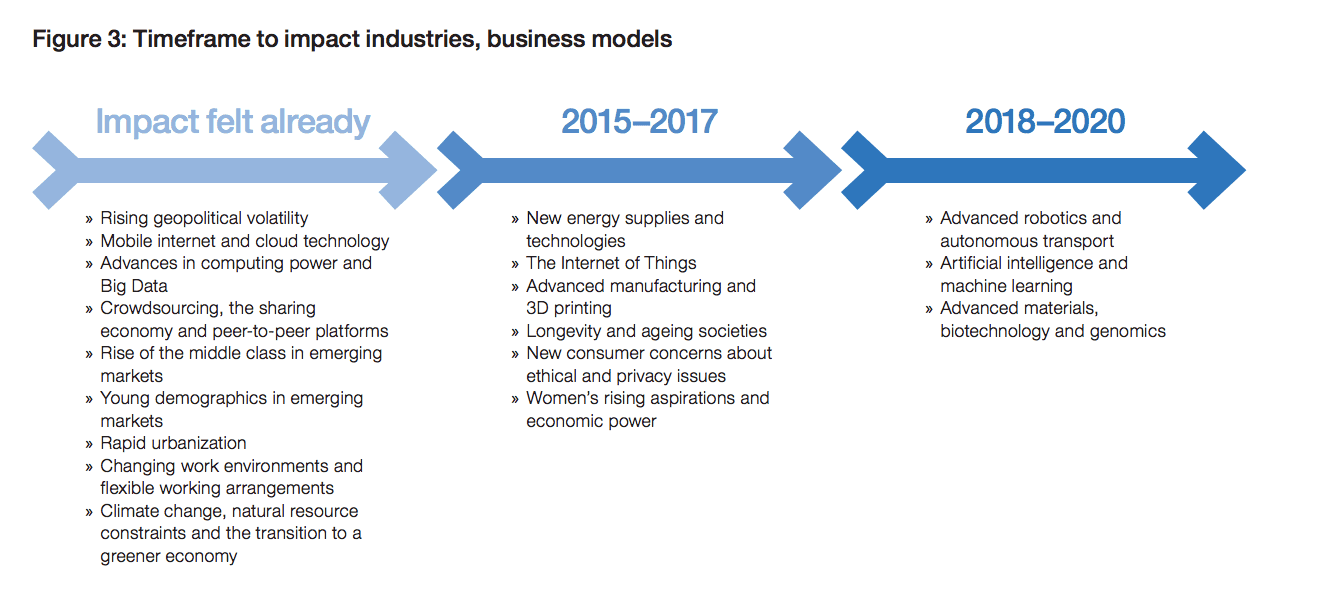 Figure 3: Timeframe to impact industries, business models
Impact felt already
» Rising geopolitical volatility
» Mobile internet and cloud technology
» Advances in computing power and
Big Data
» Crowdsourcing, the sharing
economy and peer-to-peer platforms
» Rise of the middle class in emerging
markets
» Young demographics in emerging
markets
» Rapid urbanization
» Changing work environments and
flexible working arrangements
» Climate change, natural resource
constraints and the transition to a
greener economy
2015–2017
» New energy supplies and
technologies
» The Internet of Things
» Advanced manufacturing and
3D printing
» Longevity and ageing societies
» New consumer concerns about
ethical and privacy issues
» Women’s rising aspirations and
economic power
2018–2020
» Advanced robotics and
autonomous transport
» Artificial intelligence and
machine learning
» Advanced materials,
biotechnology and genomics